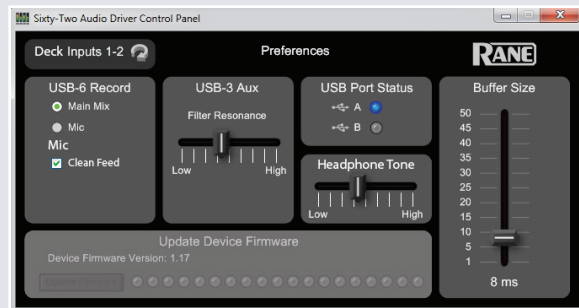 Sixty-Two Audio Driver Control Panel
Deck Inputs 1-2
Preferences
RANE
USB-6 Record
Main Mix
Mic
Mic
Clean Feed
USB-3 Aux
Filter Resonance
Low High
USB Port Status
A
B
Headphone Tone
Low High
Buffer Size
50
45
40
35
30
25
20
15
10
5
1
8 ms
Update Device Firmware
Device Firmware Version: 1.17
Update Firmware